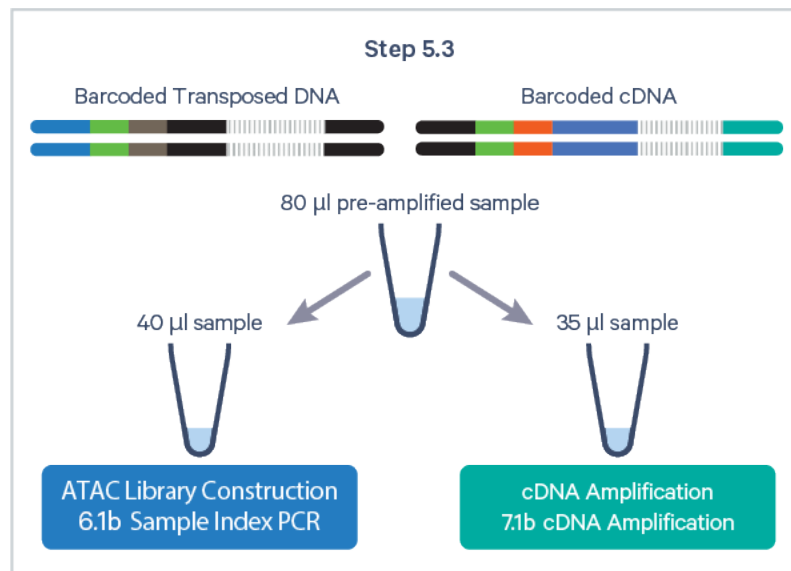 Step 5.3
Barcoded Transposed DNA
Barcoded cDNA
80 µl pre-amplified sample
40 µl sample
35 µl sample
ATAC Library Construction
6.1b Sample Index PCR
cDNA Amplification
7.1b cDNA Amplification